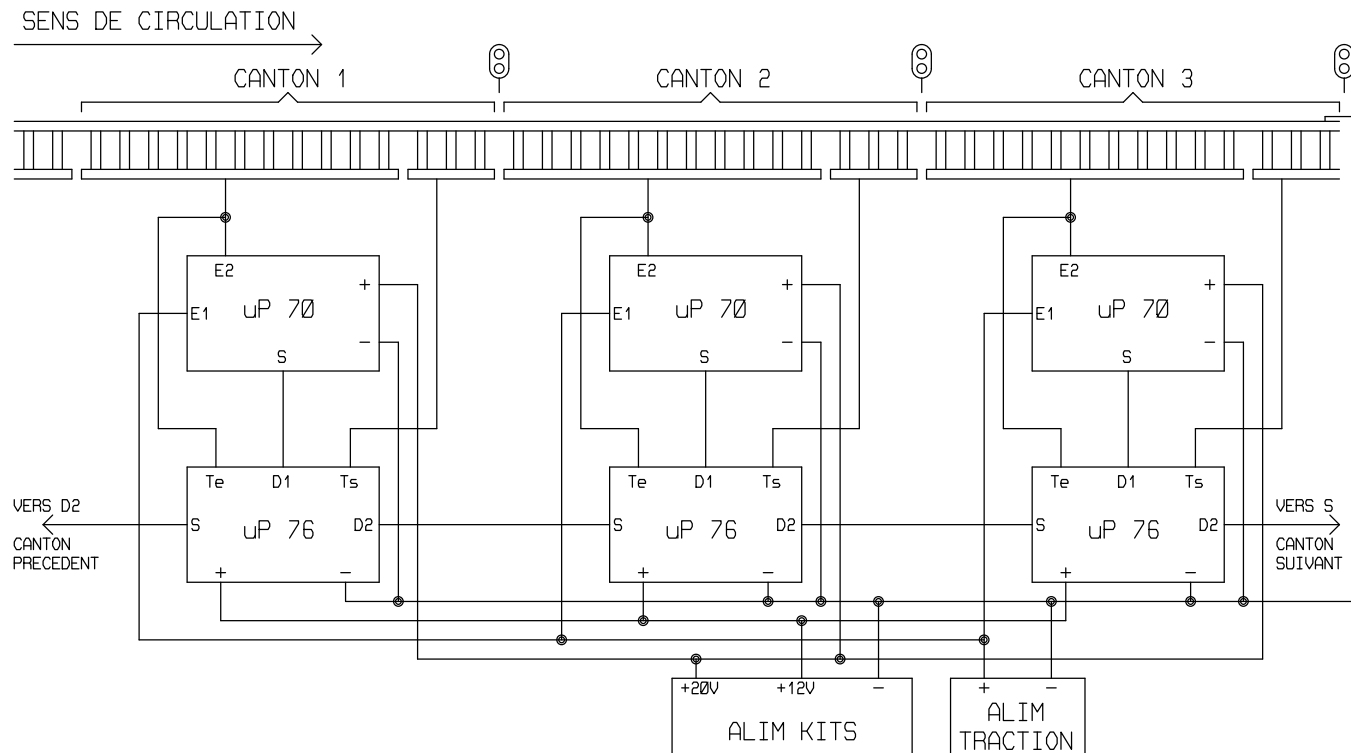 SENS DE CIRCULATION
CANTON 1
CANTON 2
CANTON 3
E2
E2
E2
+
+
+
E1
uP 70
E1
uP 70
E1
uP 70
-
-
-
S
S
S
Te D1 Ts
Te D1 Ts
Te D1 Ts
VERS D2
VERS S
S uP 76 D2
S uP 76 D2
S uP 76 D2
CANTON
PRECEDENT
CANTON
SUIVANT
+ -
+ -
+ -
+20V +12V -
+ -
ALIM KITS
ALIM
TRACTION